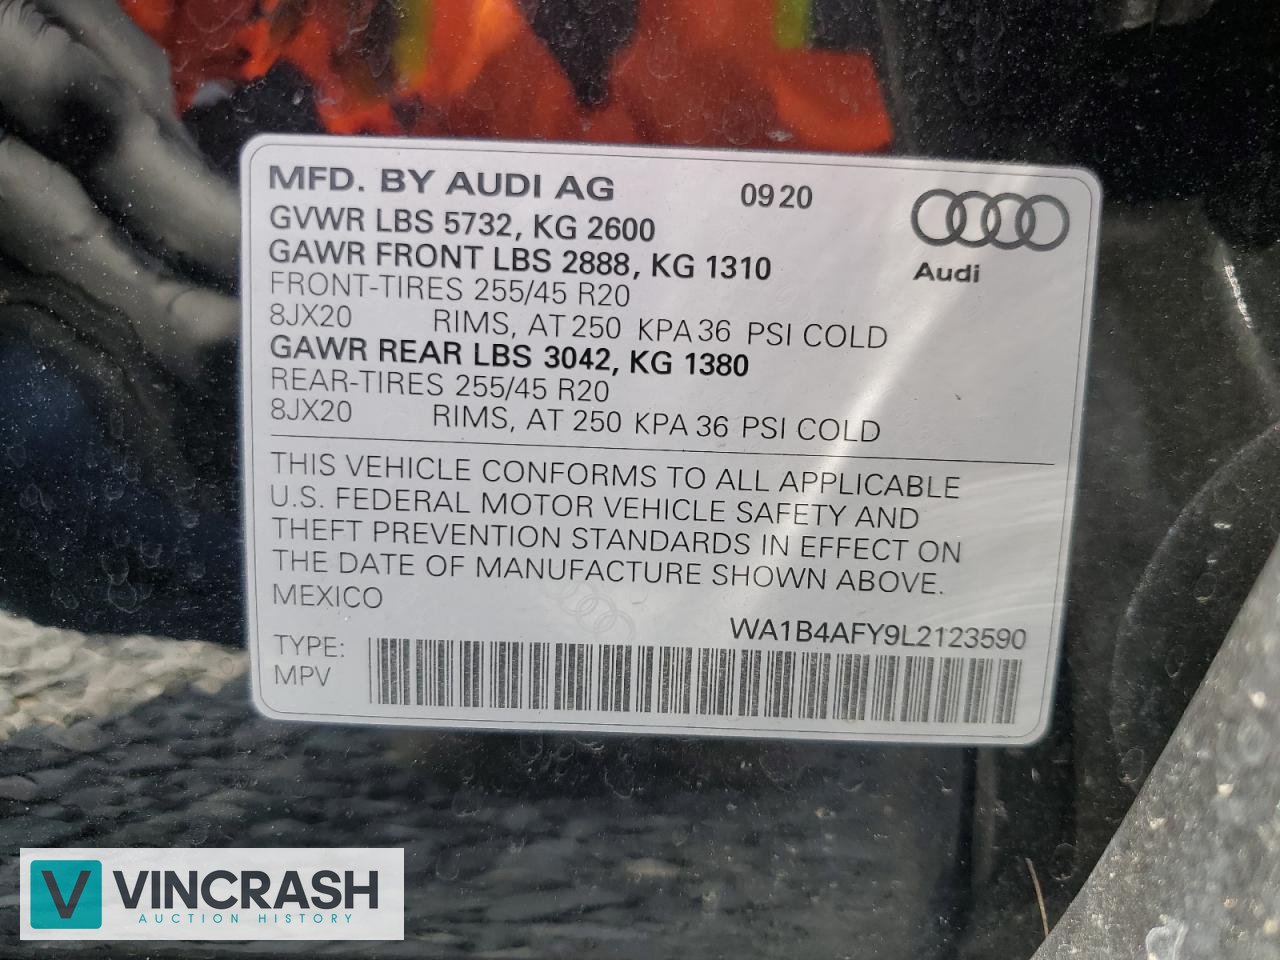 MFD. BY AUDI AG 0920
GVWR LBS 5732, KG 2600
GAWR FRONT LBS 2888, KG 1310
Audi
FRONT-TIRES 255/45 R20
8JX20 RIMS, AT 250 KPA 36 PSI COLD
GAWR REAR LBS 3042, KG 1380
REAR-TIRES 255/45 R20
8JX20 RIMS, AT 250 KPA 36 PSI COLD
THIS VEHICLE CONFORMS TO ALL APPLICABLE
U.S. FEDERAL MOTOR VEHICLE SAFETY AND
THEFT PREVENTION STANDARDS IN EFFECT ON
THE DATE OF MANUFACTURE SHOWN ABOVE.
MEXICO
WA1B4AFY9L2123590
TYPE:
MPV
V VINCRASH
AUCTION HISTORY